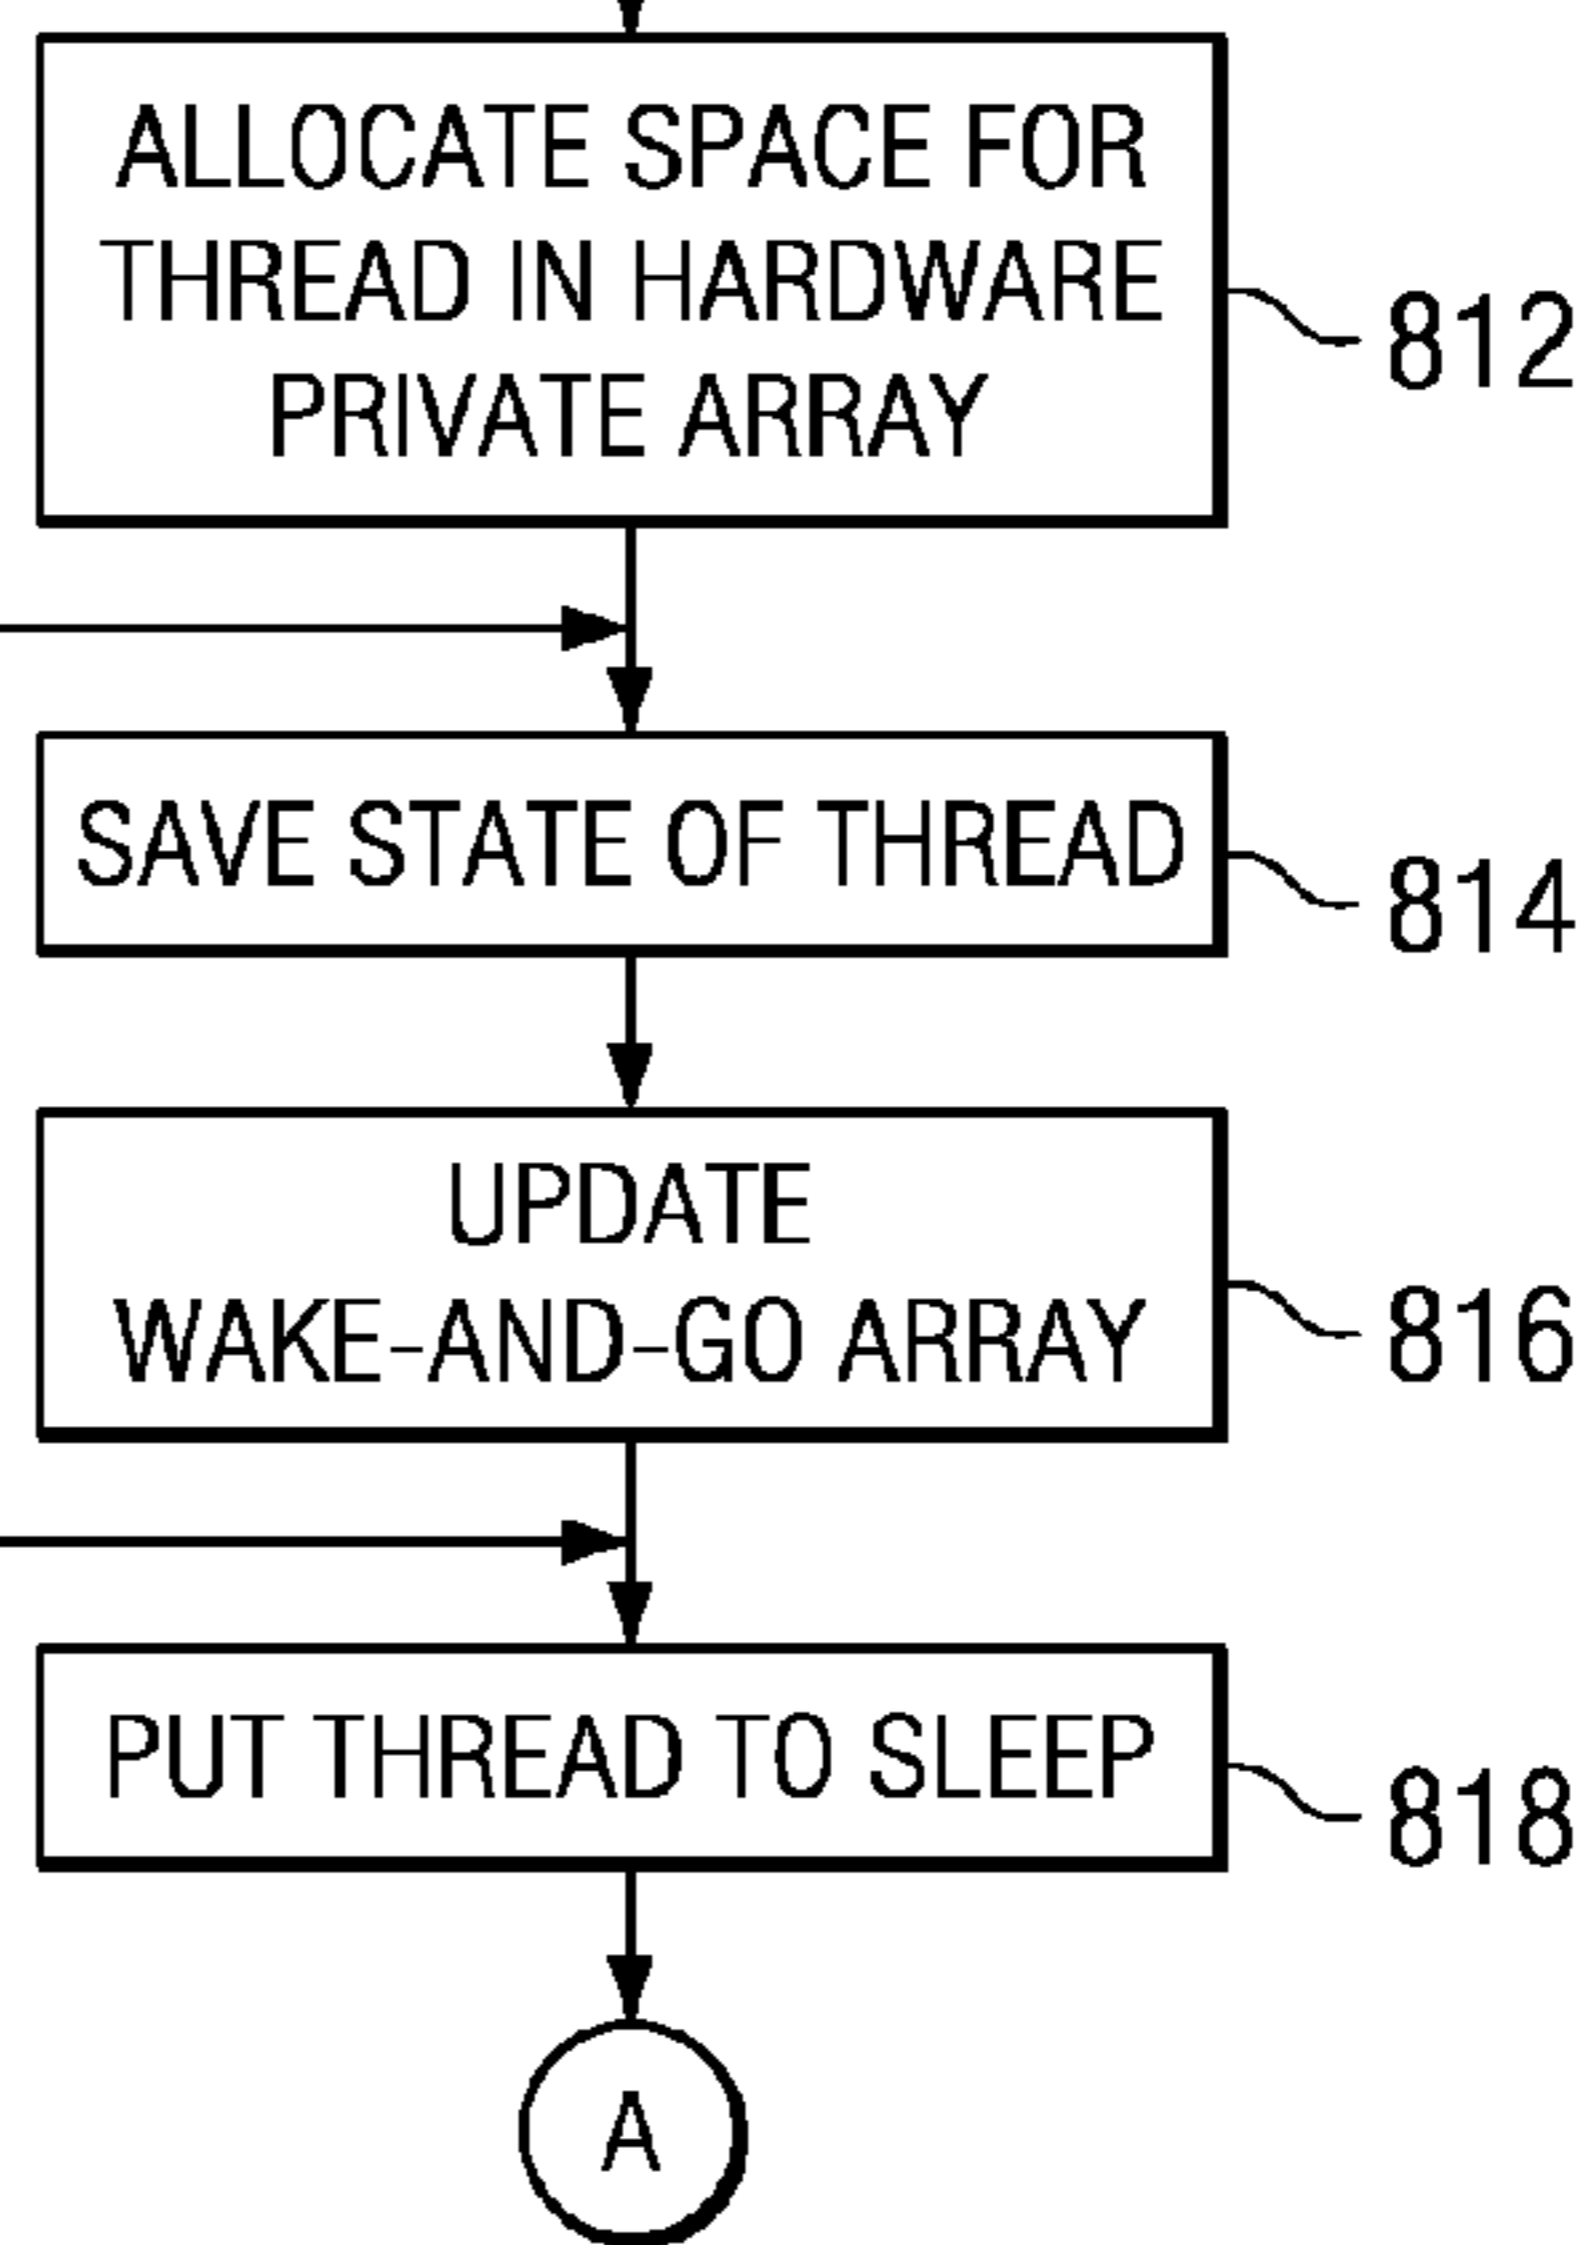 ALLOCATE SPACE FOR
THREAD IN HARDWARE
PRIVATE ARRAY
812
SAVE STATE OF THREAD
814
UPDATE
WAKE-AND-GO ARRAY
816
PUT THREAD TO SLEEP
818
A